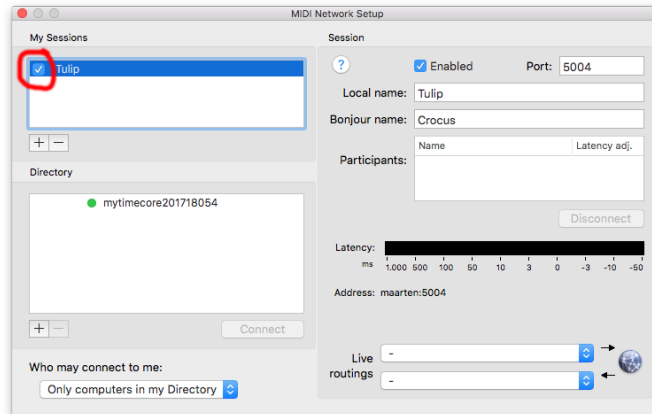 MIDI Network Setup
My Sessions
Tulip
+ −
Directory
mytimecore201718054
+ −
Connect
Who may connect to me:
Only computers in my Directory
Session
?
Enabled
Port: 5004
Local name: Tulip
Bonjour name: Crocus
Participants:
Name Latency adj.
Disconnect
Latency:
ms 1.000 500 100 50 10 3 0 -3 -10 -50
Address: maarten:5004
Live routings
-
-